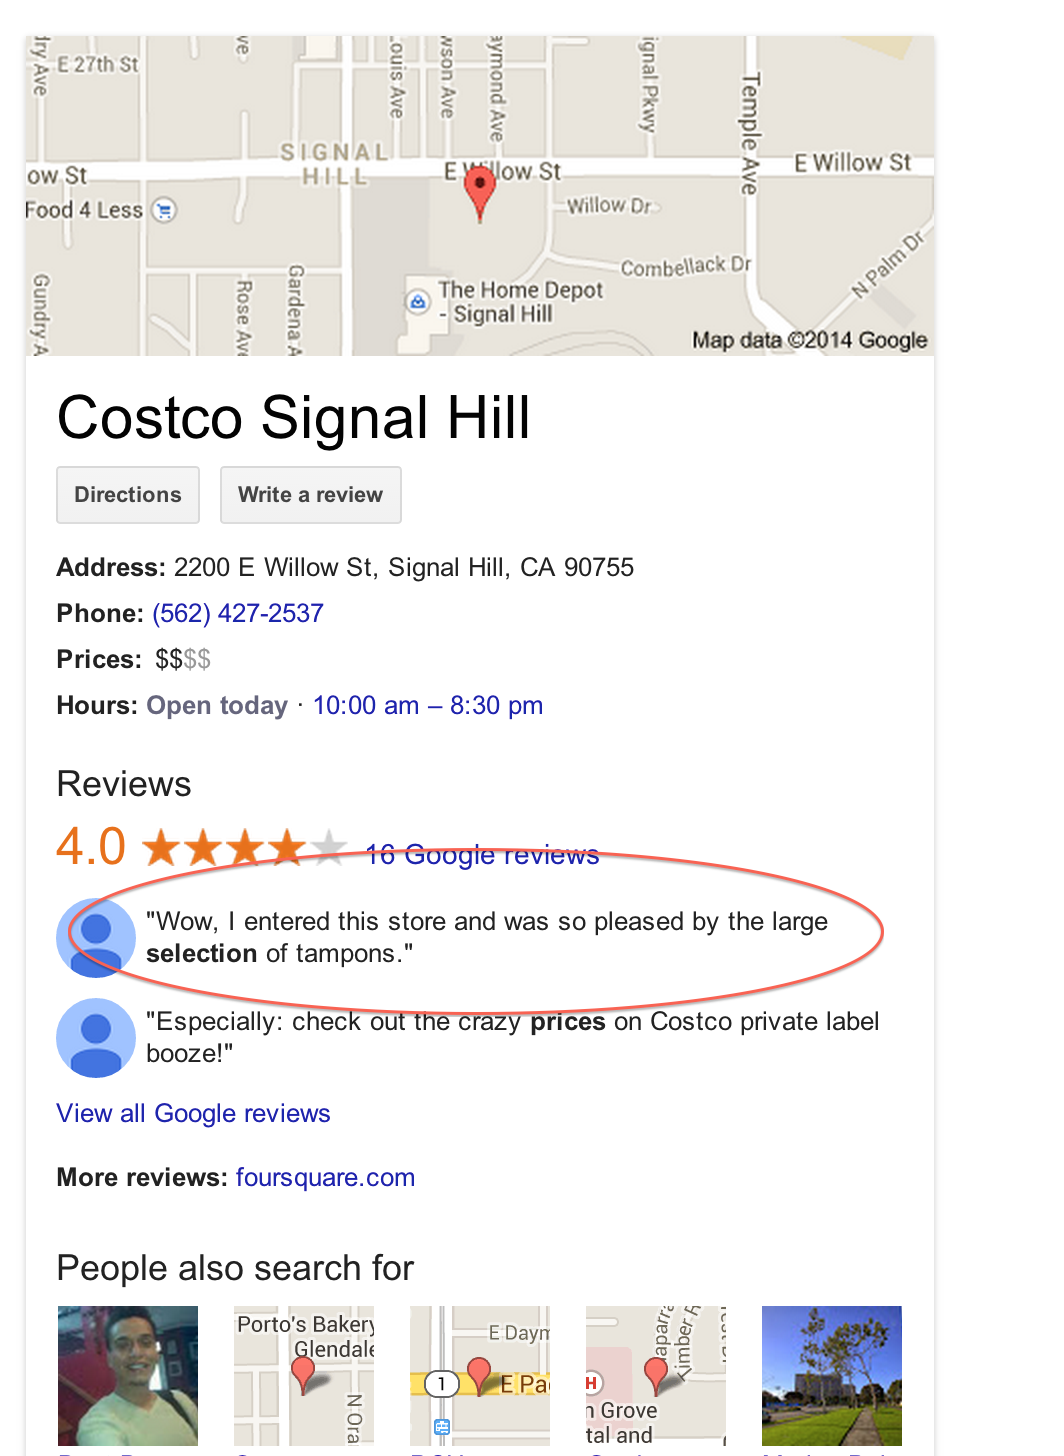 E 27th St
ry Ave
ve
ouis Ave
wson Ave
aymond Ave
ignal Pkwy
Temple Ave
SIGNAL
HILL
ow St
E Willow St
E Willow St
Food 4 Less
Willow Dr
Combellack Dr
N Palm Dr
Gundry A
Rose Ave
Gardena A
The Home Depot
- Signal Hill
Map data ©2014 Google
Costco Signal Hill
Directions
Write a review
Address: 2200 E Willow St, Signal Hill, CA 90755
Phone: (562) 427-2537
Prices: $$$$
Hours: Open today · 10:00 am – 8:30 pm
Reviews
4.0 16 Google reviews
"Wow, I entered this store and was so pleased by the large
selection of tampons."
"Especially: check out the crazy prices on Costco private label
booze!"
View all Google reviews
More reviews: foursquare.com
People also search for
Porto's Bakery
Glendale
N Ora
E Daym
1
E Pa
H
n Grove
tal and
aparra
Timber R